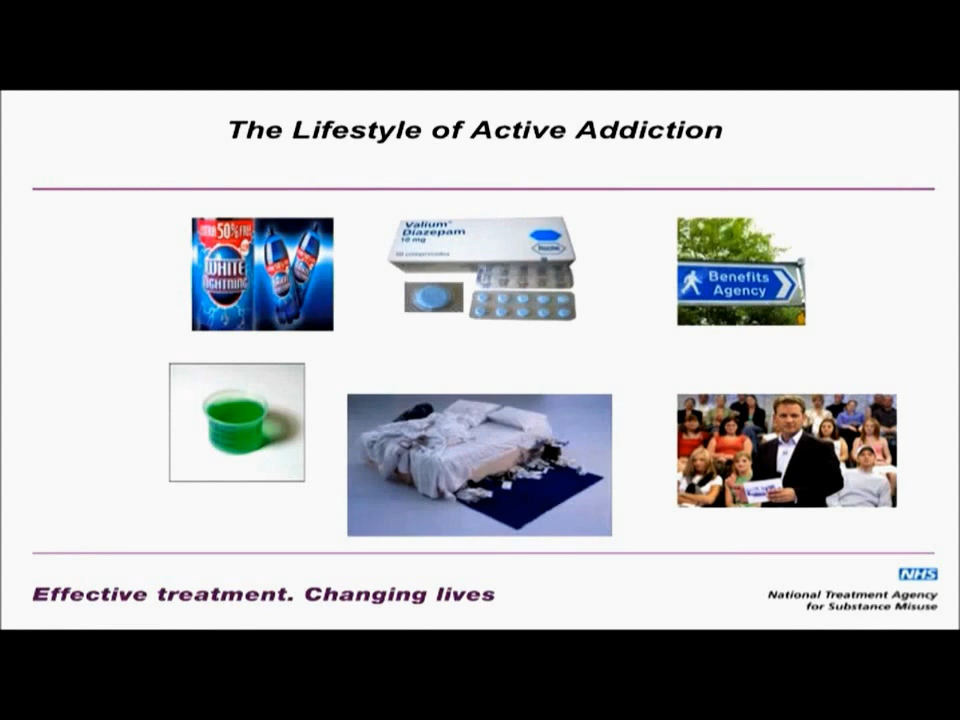 The Lifestyle of Active Addiction
EXTRA 50% FREE
WHITE
LIGHTNING
Valium
Diazepam
10 mg
Roche
Benefits
Agency
Effective treatment. Changing lives
NHS
National Treatment Agency
for Substance Misuse